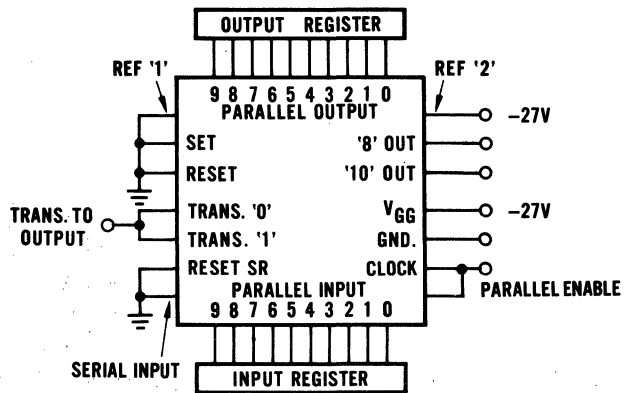 OUTPUT REGISTER
REF '1'
REF '2'
9 8 7 6 5 4 3 2 1 0
PARALLEL OUTPUT
-27V
SET
'8' OUT
RESET
'10' OUT
TRANS. TO
OUTPUT
TRANS. '0'
VGG
-27V
TRANS. '1'
GND.
RESET SR
CLOCK
PARALLEL INPUT
PARALLEL ENABLE
9 8 7 6 5 4 3 2 1 0
SERIAL INPUT
INPUT REGISTER